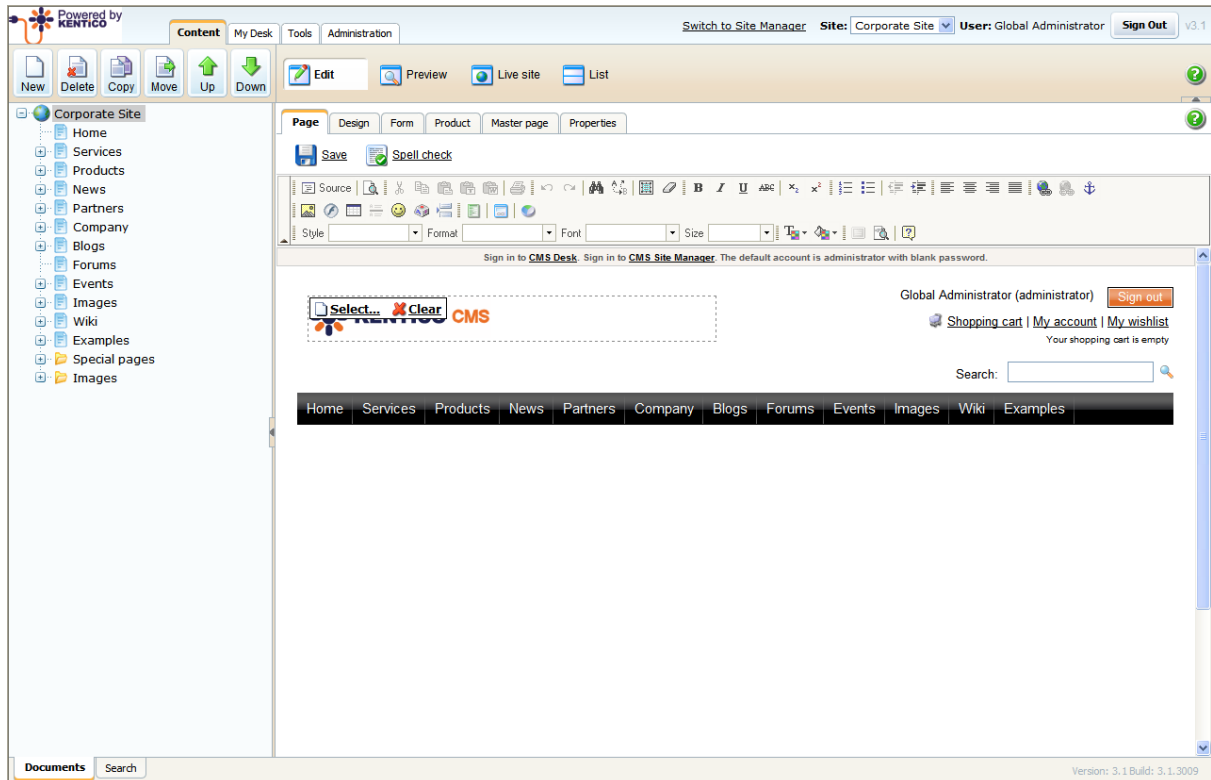 Powered by
KENTICO
Content My Desk Tools Administration
Switch to Site Manager Site: Corporate Site User: Global Administrator Sign Out v3.1
New Delete Copy Move Up Down
Edit Preview Live site List
Corporate Site
Home
Services
Products
News
Partners
Company
Blogs
Forums
Events
Images
Wiki
Examples
Special pages
Images
Page Design Form Product Master page Properties
Save Spell check
Source B I U ABC x₂ x²
Style Format Font Size
Sign in to CMS Desk. Sign in to CMS Site Manager. The default account is administrator with blank password.
Select... Clear
KENTICO CMS
Global Administrator (administrator) Sign out
Shopping cart | My account | My wishlist
Your shopping cart is empty
Search:
Home Services Products News Partners Company Blogs Forums Events Images Wiki Examples
Documents Search
Version: 3.1 Build: 3.1.3009